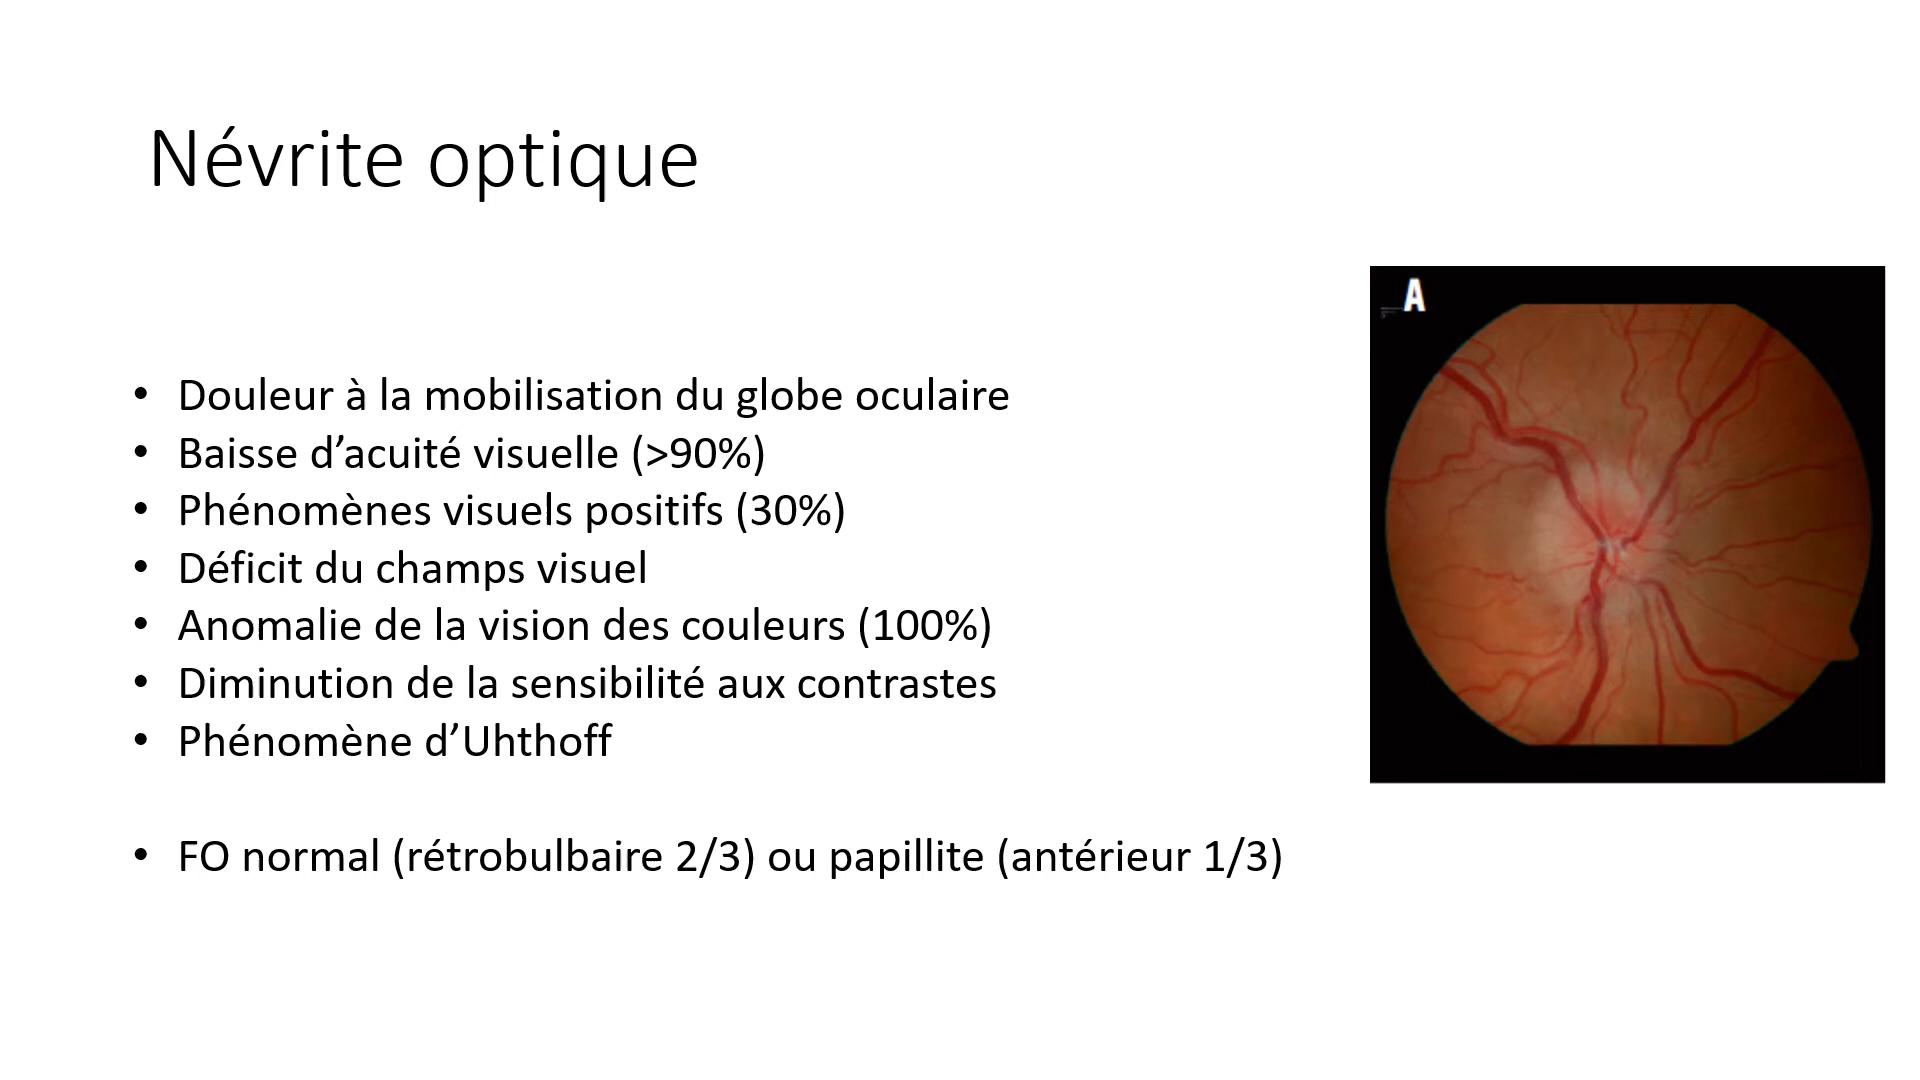 Névrite optique
A
• Douleur à la mobilisation du globe oculaire
• Baisse d’acuité visuelle (>90%)
• Phénomènes visuels positifs (30%)
• Déficit du champs visuel
• Anomalie de la vision des couleurs (100%)
• Diminution de la sensibilité aux contrastes
• Phénomène d’Uhthoff
• FO normal (rétrobulbaire 2/3) ou papillite (antérieur 1/3)